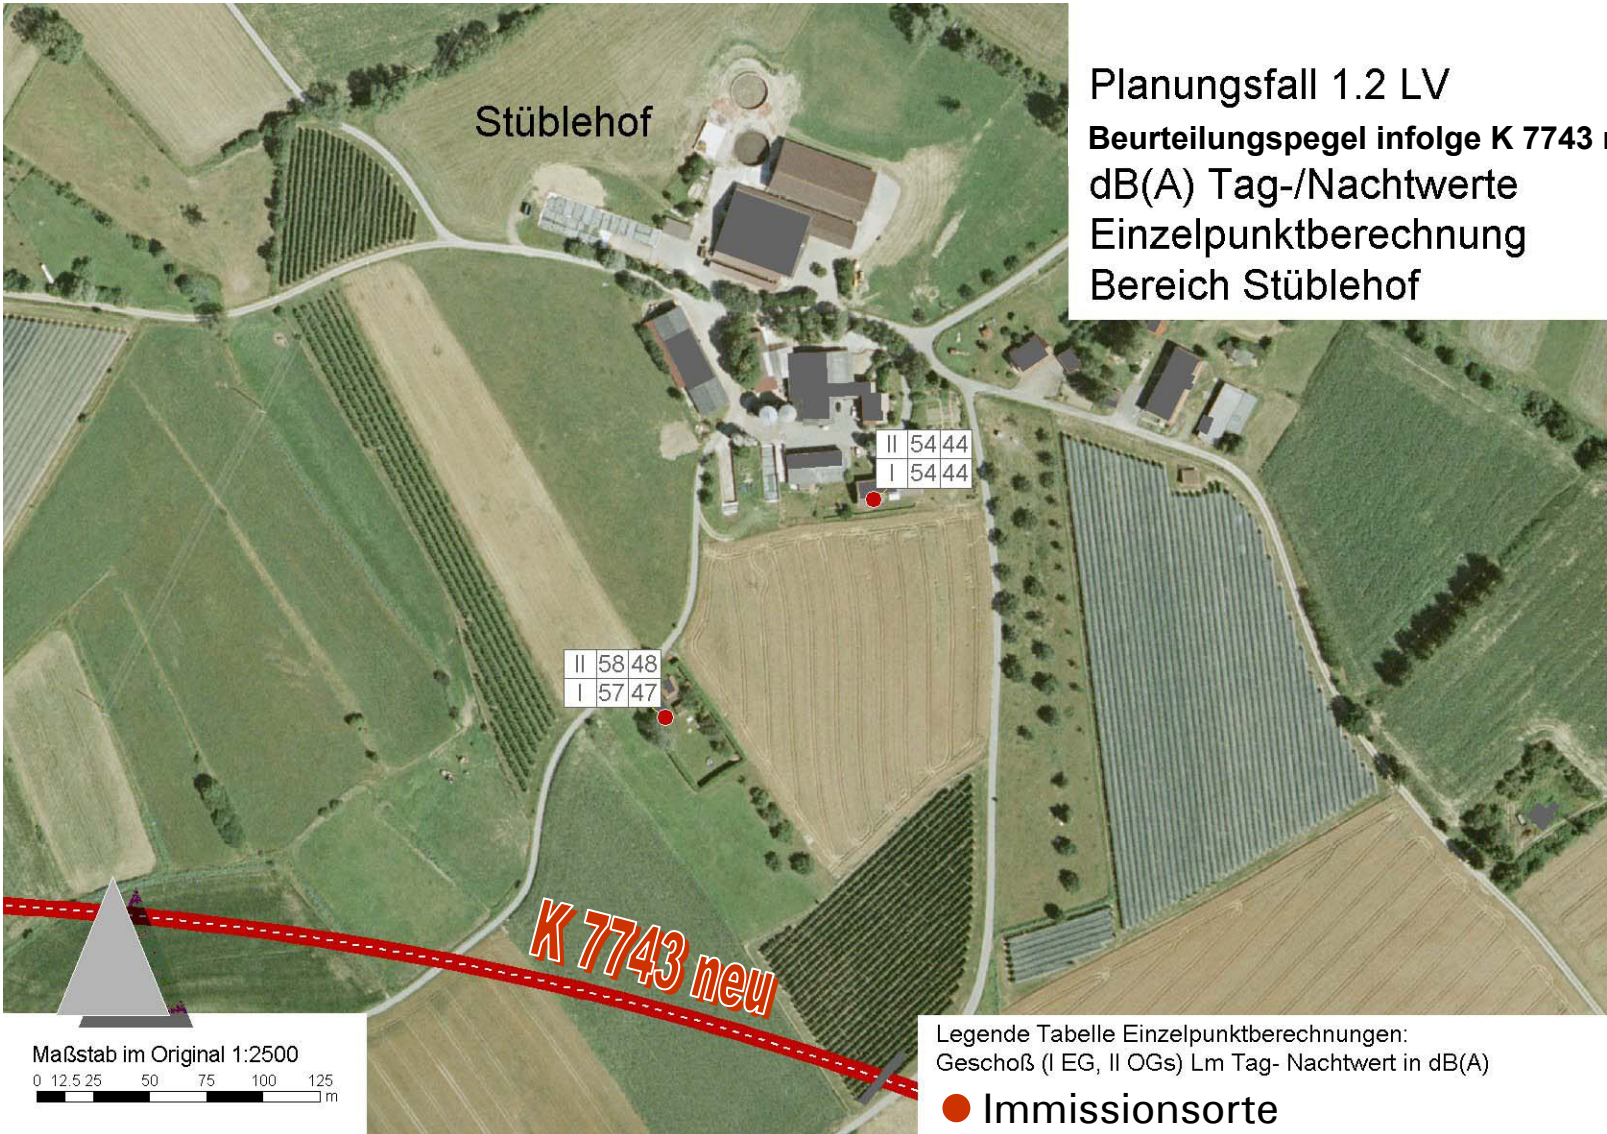 Stüblehof
Planungsfall 1.2 LV
Beurteilungspegel infolge K 7743
dB(A) Tag-/Nachtwerte
Einzelpunktberechnung
Bereich Stüblehof
II 54 44
I 54 44
II 58 48
I 57 47
K 7743 neu
Maßstab im Original 1:2500
0 12.5 25 50 75 100 125
m
Legende Tabelle Einzelpunktberechnungen:
Geschoß (I EG, II OGs) Lm Tag- Nachtwert in dB(A)
Immissionsorte